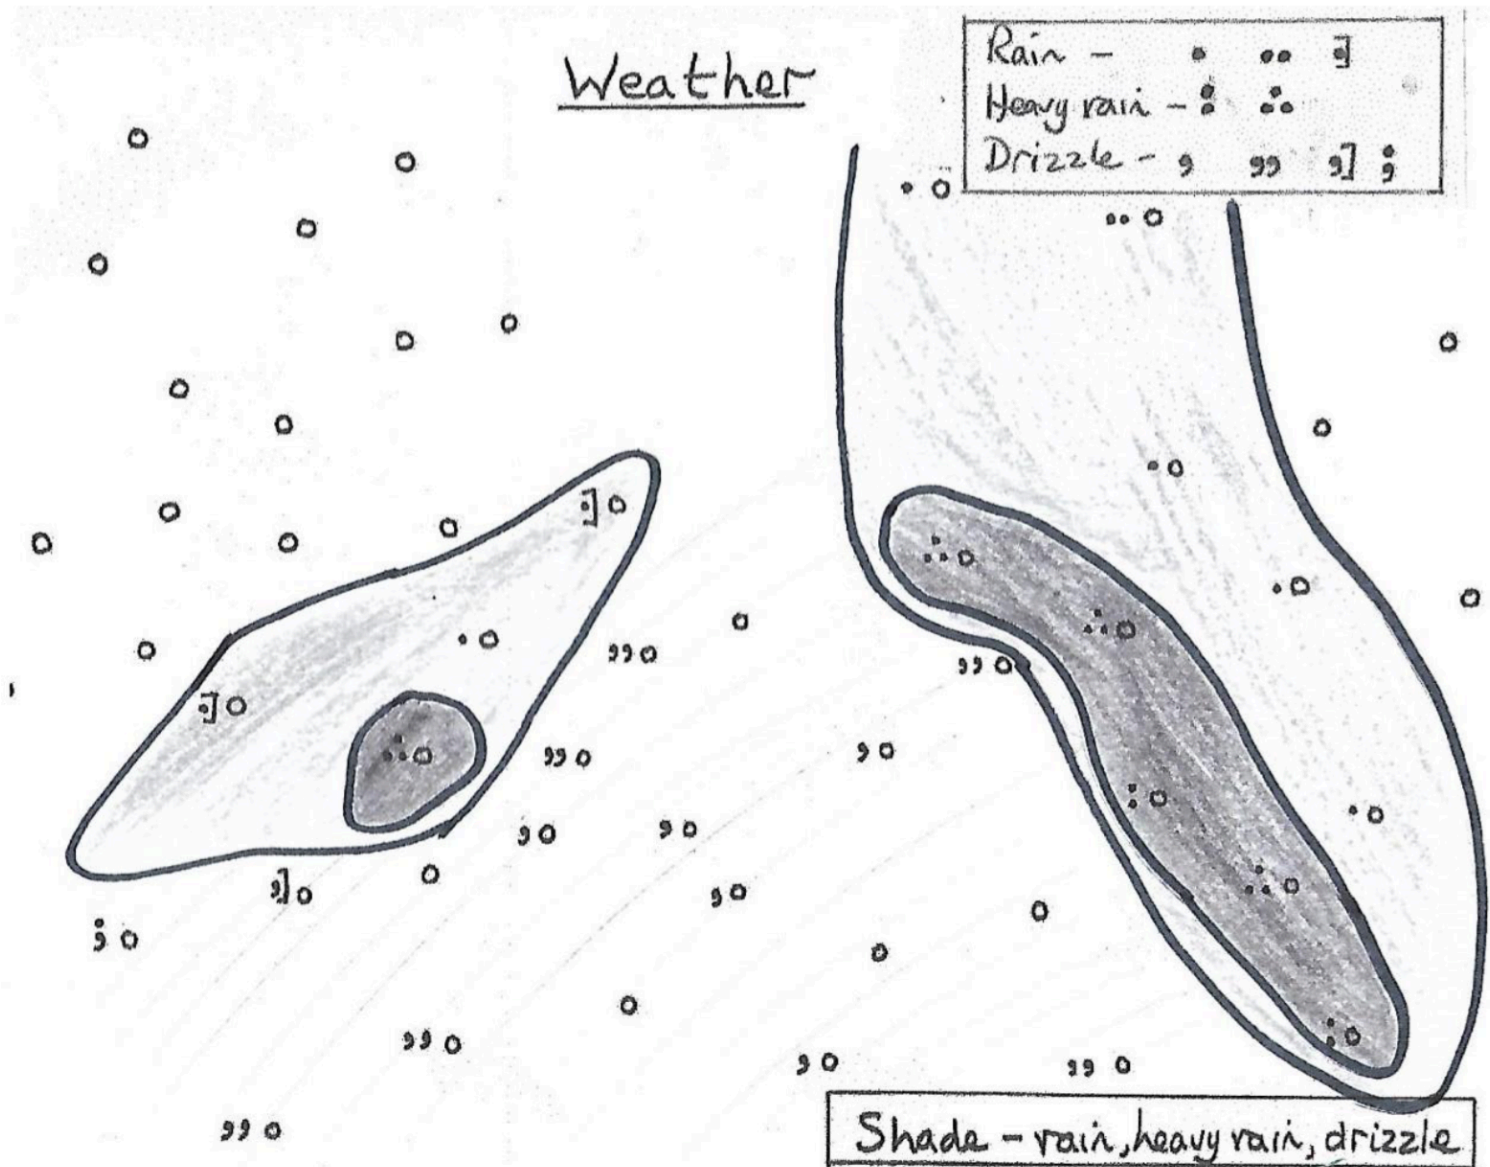 Weather
Rain - • •• •]
Heavy rain - : ∴
Drizzle - , ,, ,] ;
Shade - rain, heavy rain, drizzle